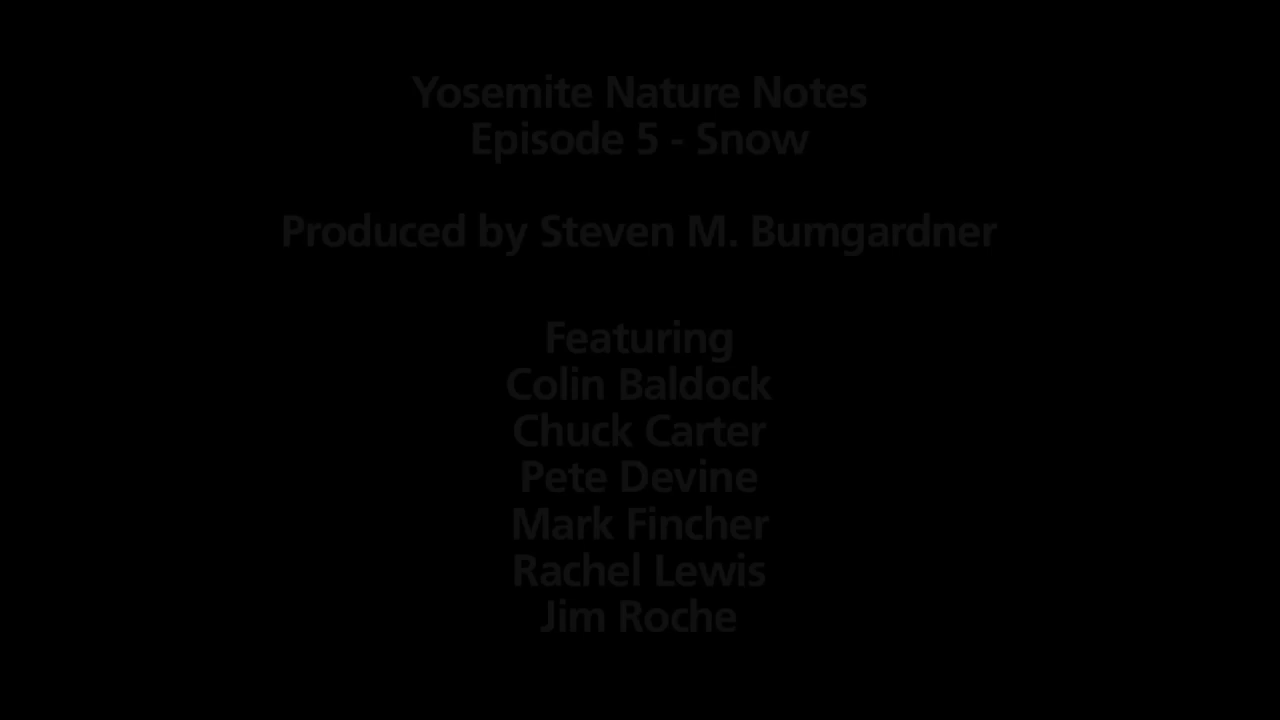 Yosemite Nature Notes
Episode 5 - Snow
Produced by Steven M. Bumgardner
Featuring
Colin Baldock
Chuck Carter
Pete Devine
Mark Fincher
Rachel Lewis
Jim Roche